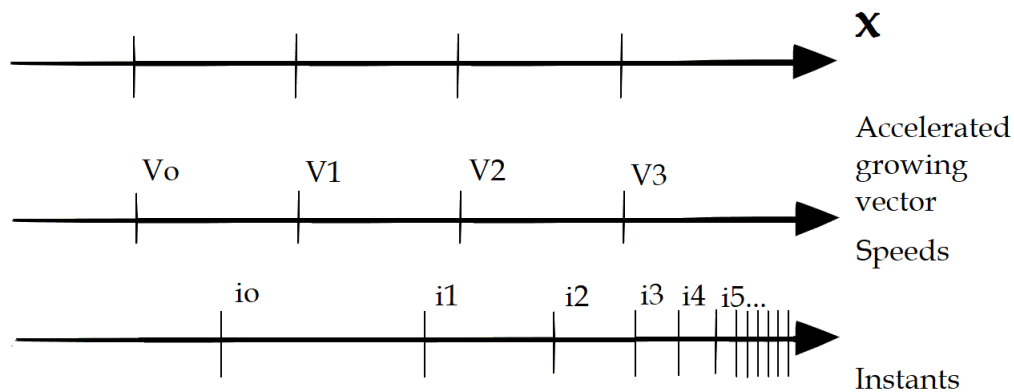 X
Accelerated
growing
vector
Vo V1 V2 V3
Speeds
io i1 i2 i3 i4 i5...
Instants